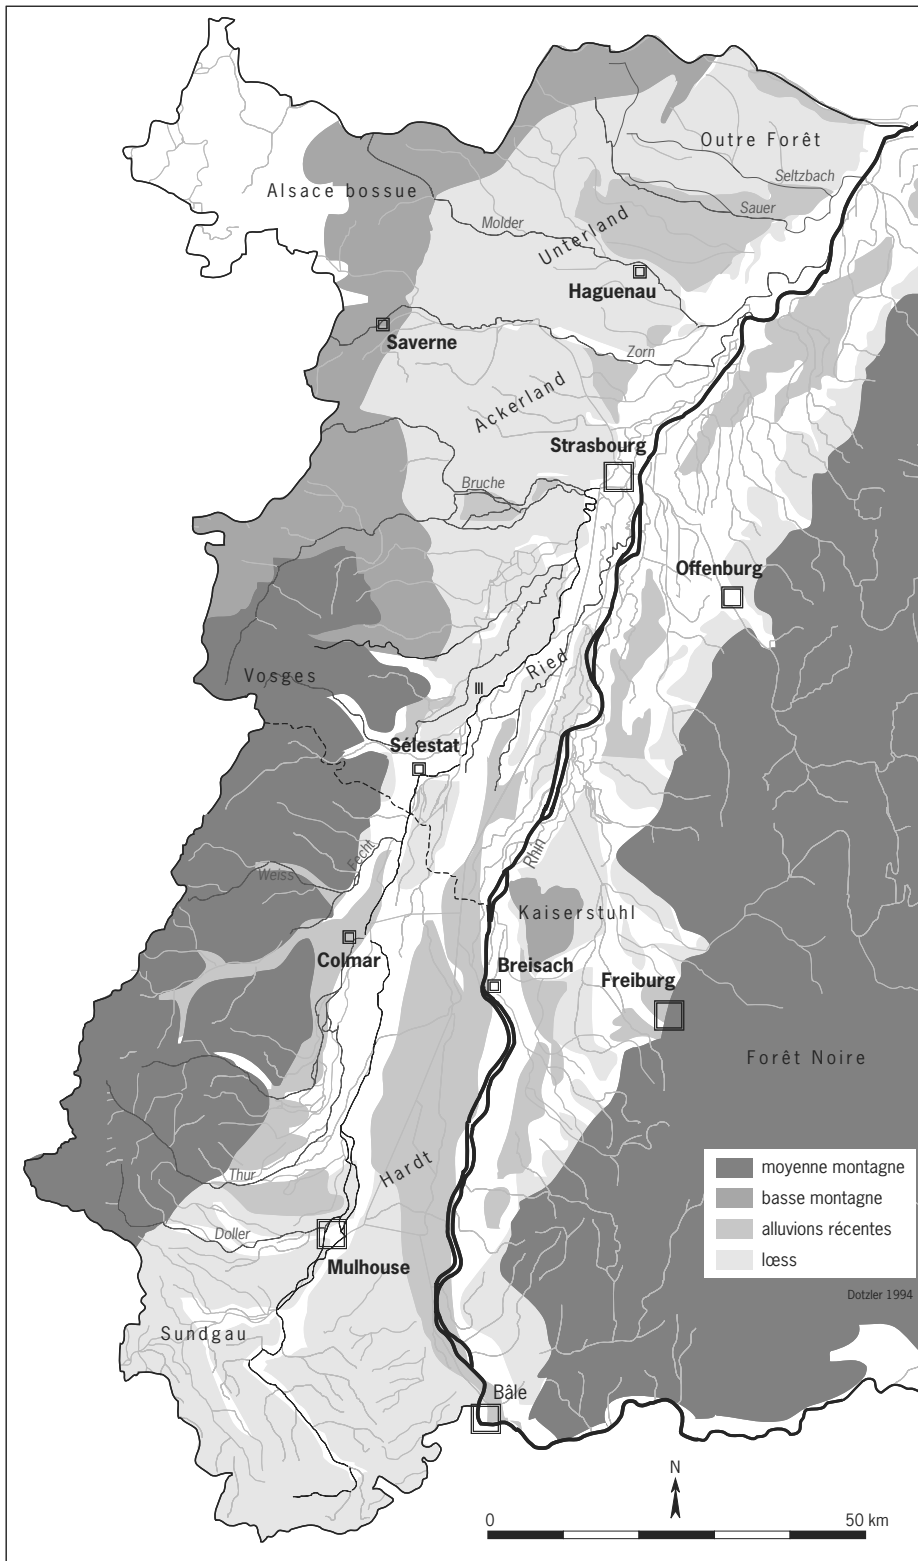 Outre Forêt
Seltzbach
Alsace bossue
Sauer
Molder
Unterland
Haguenau
Saverne
Zorn
Ackerland
Strasbourg
Bruche
Offenburg
Ried
Vosges
Ill
Sélestat
Rhin
Fecht
Weiss
Kaiserstuhl
Colmar
Breisach
Freiburg
Forêt Noire
Hardt
moyenne montagne
Thur
basse montagne
alluvions récentes
Doller
lœss
Mulhouse
Dotzler 1994
Sundgau
Bâle
N
0
50 km